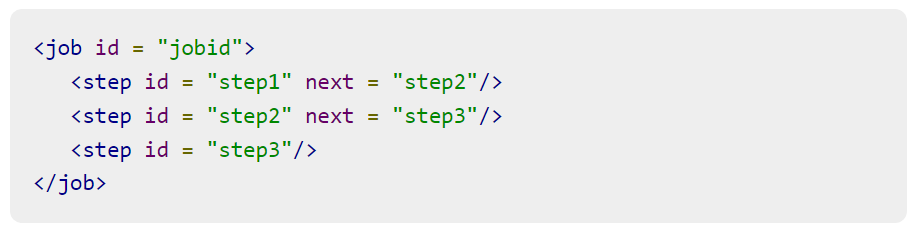 <job id = "jobid">
   <step id = "step1" next = "step2"/>
   <step id = "step2" next = "step3"/>
   <step id = "step3"/>
</job>